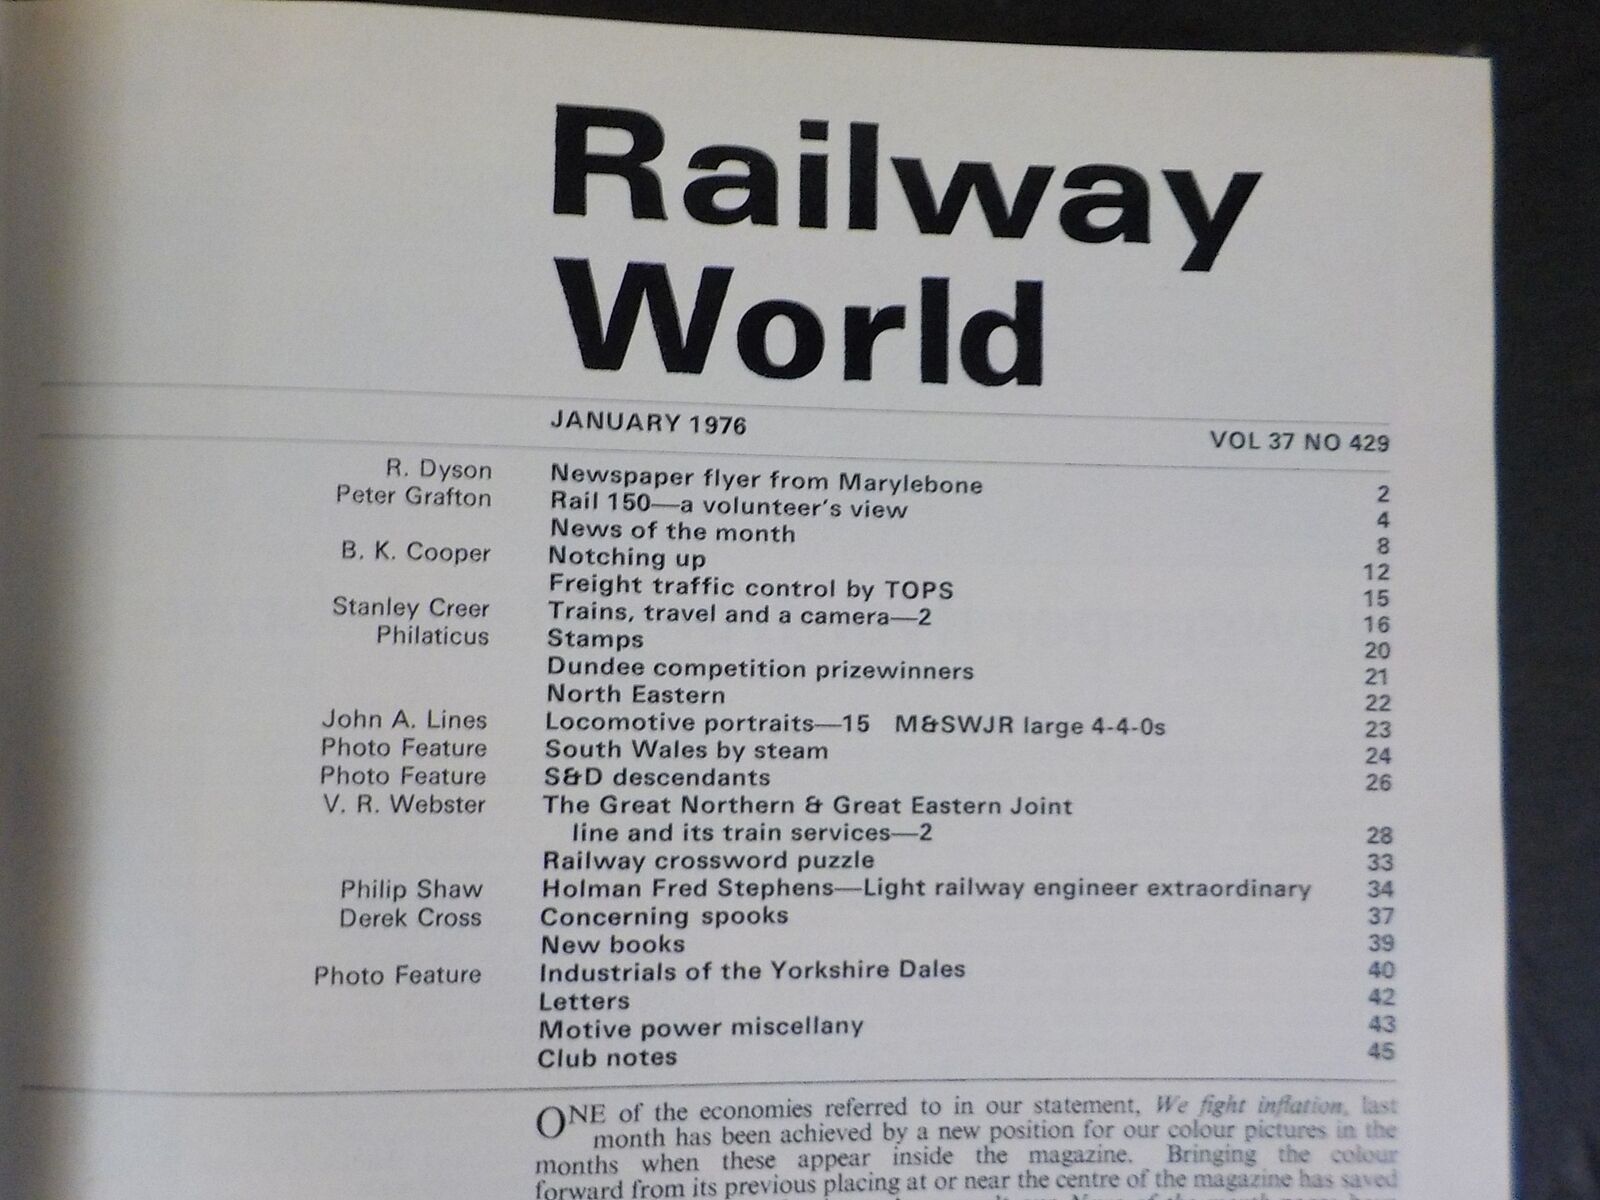 Railway
World
JANUARY 1976 VOL 37 NO 429
R. Dyson Newspaper flyer from Marylebone 2
Peter Grafton Rail 150—a volunteer's view 4
News of the month 8
B. K. Cooper Notching up 12
Freight traffic control by TOPS 15
Stanley Creer Trains, travel and a camera—2 16
Philaticus Stamps 20
Dundee competition prizewinners 21
North Eastern 22
John A. Lines Locomotive portraits—15 M&SWJR large 4-4-0s 23
Photo Feature South Wales by steam 24
Photo Feature S&D descendants 26
V. R. Webster The Great Northern & Great Eastern Joint
line and its train services—2 28
Railway crossword puzzle 33
Philip Shaw Holman Fred Stephens—Light railway engineer extraordinary 34
Derek Cross Concerning spooks 37
New books 39
Photo Feature Industrials of the Yorkshire Dales 40
Letters 42
Motive power miscellany 43
Club notes 45
ONE of the economies referred to in our statement, We fight inflation, last
month has been achieved by a new position for our colour pictures in the
months when these appear inside the magazine. Bringing the colour
forward from its previous placing at or near the centre of the magazine has saved